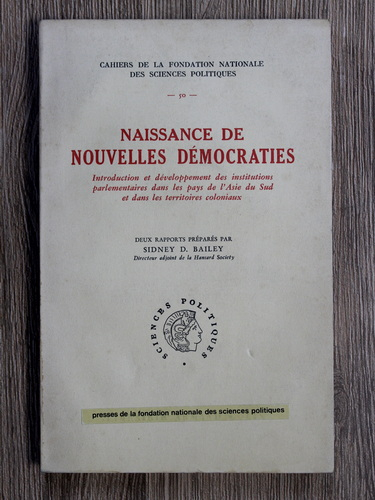 CAHIERS DE LA FONDATION NATIONALE
DES SCIENCES POLITIQUES
— 50 —
NAISSANCE DE
NOUVELLES DÉMOCRATIES
Introduction et développement des institutions
parlementaires dans les pays de l'Asie du Sud
et dans les territoires coloniaux
DEUX RAPPORTS PRÉPARÉS PAR
SIDNEY D. BAILEY
Directeur adjoint de la Hansard Society
SCIENCES POLITIQUES
presses de la fondation nationale des sciences politiques